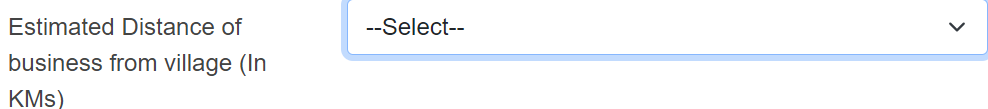 Estimated Distance of
business from village (In
KMs)
--Select--